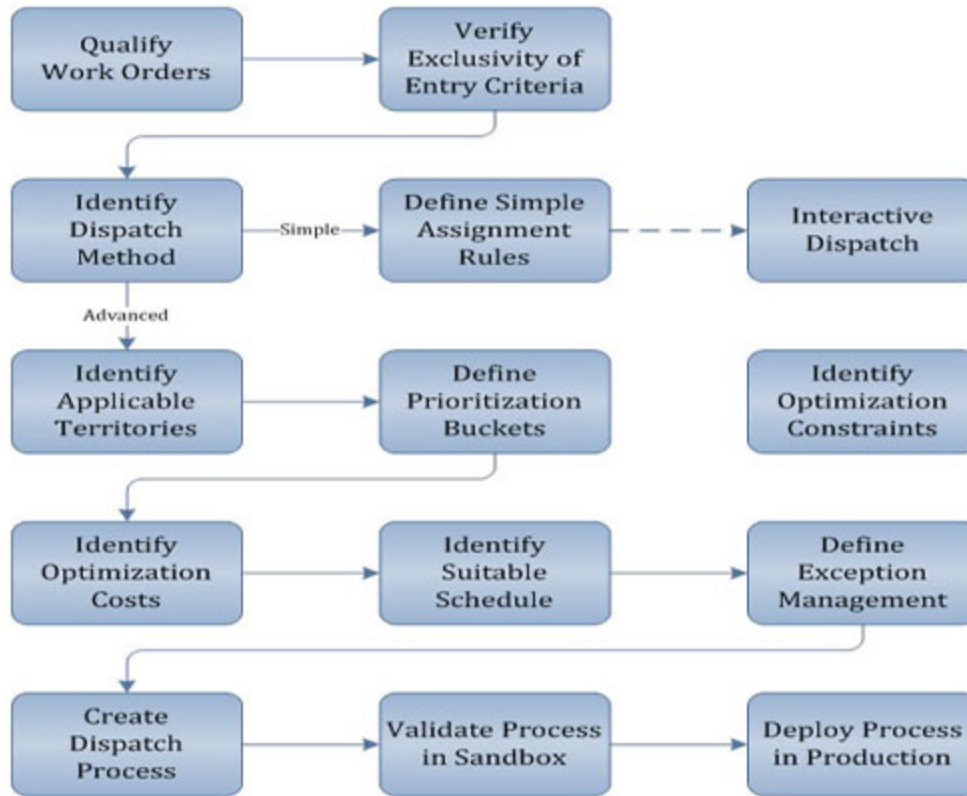 Qualify
Work Orders
Verify
Exclusivity of
Entry Criteria
Identify
Dispatch
Method
Simple
Define Simple
Assignment
Rules
Interactive
Dispatch
Advanced
Identify
Applicable
Territories
Define
Prioritization
Buckets
Identify
Optimization
Constraints
Identify
Optimization
Costs
Identify
Suitable
Schedule
Define
Exception
Management
Create
Dispatch
Process
Validate Process
in Sandbox
Deploy Process
in Production